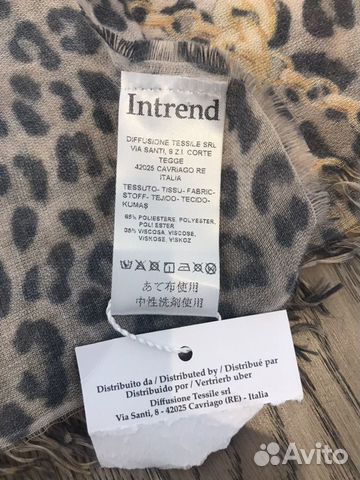 Intrend
DIFFUSIONE TESSILE SRL
VIA SANTI, 8 Z.I. CORTE
TEGGE
42025 CAVRIAGO RE
ITALIA
TESSUTO- TISSU- FABRIC-
STOFF- TEJIDO- TECIDO-
KUMAŞ
65% POLIESTERE, POLYESTER,
POLIESTER
35% VISCOSA, VISCOSE,
VISKOSE, VISKOZ
あて布使用
中性洗剤使用
Distribuito da / Distributed by / Distribué par
Distribuido por / Vertrierb uber
Diffusione Tessile srl
Via Santi, 8 - 42025 Cavriago (RE) - Italia
Avito